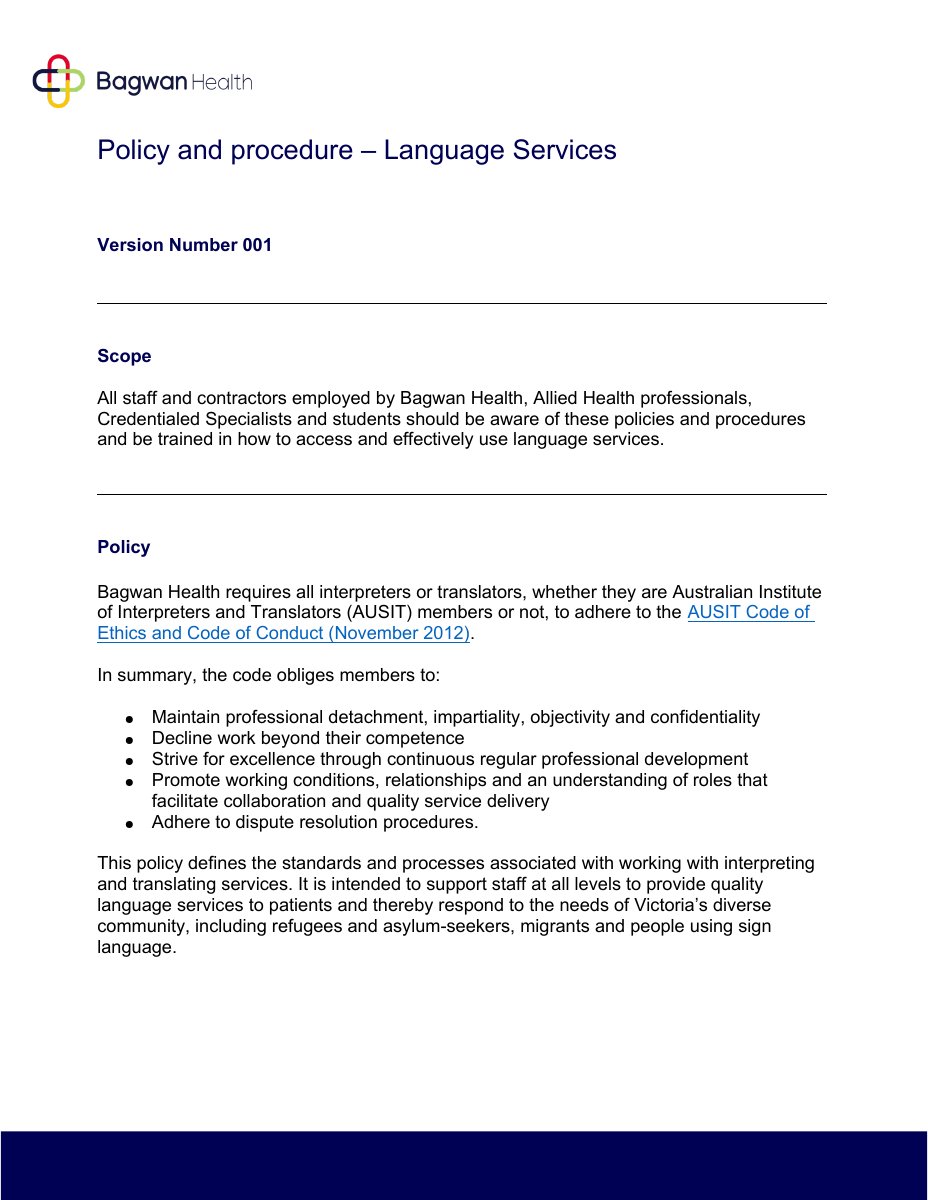 Bagwan Health
Policy and procedure – Language Services
Version Number 001
Scope
All staff and contractors employed by Bagwan Health, Allied Health professionals,
Credentialed Specialists and students should be aware of these policies and procedures
and be trained in how to access and effectively use language services.
Policy
Bagwan Health requires all interpreters or translators, whether they are Australian Institute
of Interpreters and Translators (AUSIT) members or not, to adhere to the AUSIT Code of
Ethics and Code of Conduct (November 2012).
In summary, the code obliges members to:
● Maintain professional detachment, impartiality, objectivity and confidentiality
● Decline work beyond their competence
● Strive for excellence through continuous regular professional development
● Promote working conditions, relationships and an understanding of roles that
facilitate collaboration and quality service delivery
● Adhere to dispute resolution procedures.
This policy defines the standards and processes associated with working with interpreting
and translating services. It is intended to support staff at all levels to provide quality
language services to patients and thereby respond to the needs of Victoria’s diverse
community, including refugees and asylum-seekers, migrants and people using sign
language.